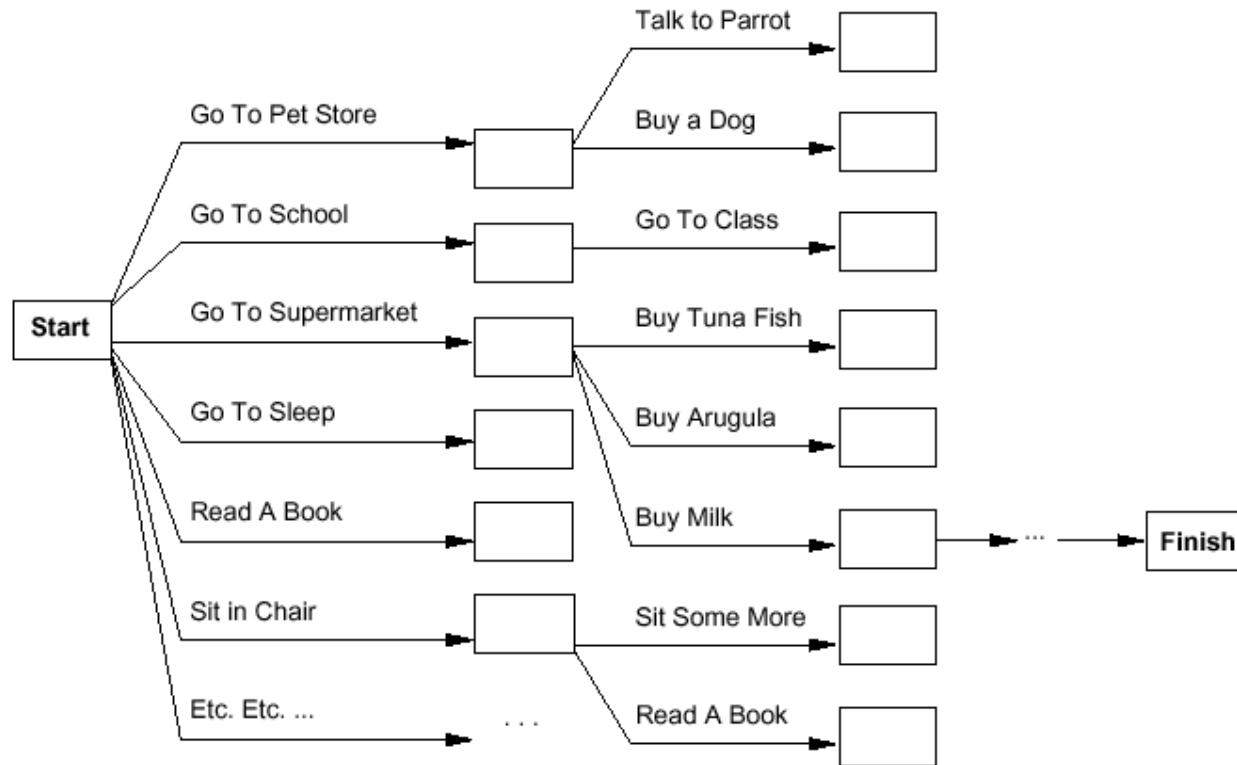 Talk to Parrot
Go To Pet Store
Buy a Dog
Go To School
Go To Class
Start
Go To Supermarket
Buy Tuna Fish
Go To Sleep
Buy Arugula
Read A Book
Buy Milk
...
Finish
Sit in Chair
Sit Some More
Etc. Etc. ...
. . .
Read A Book